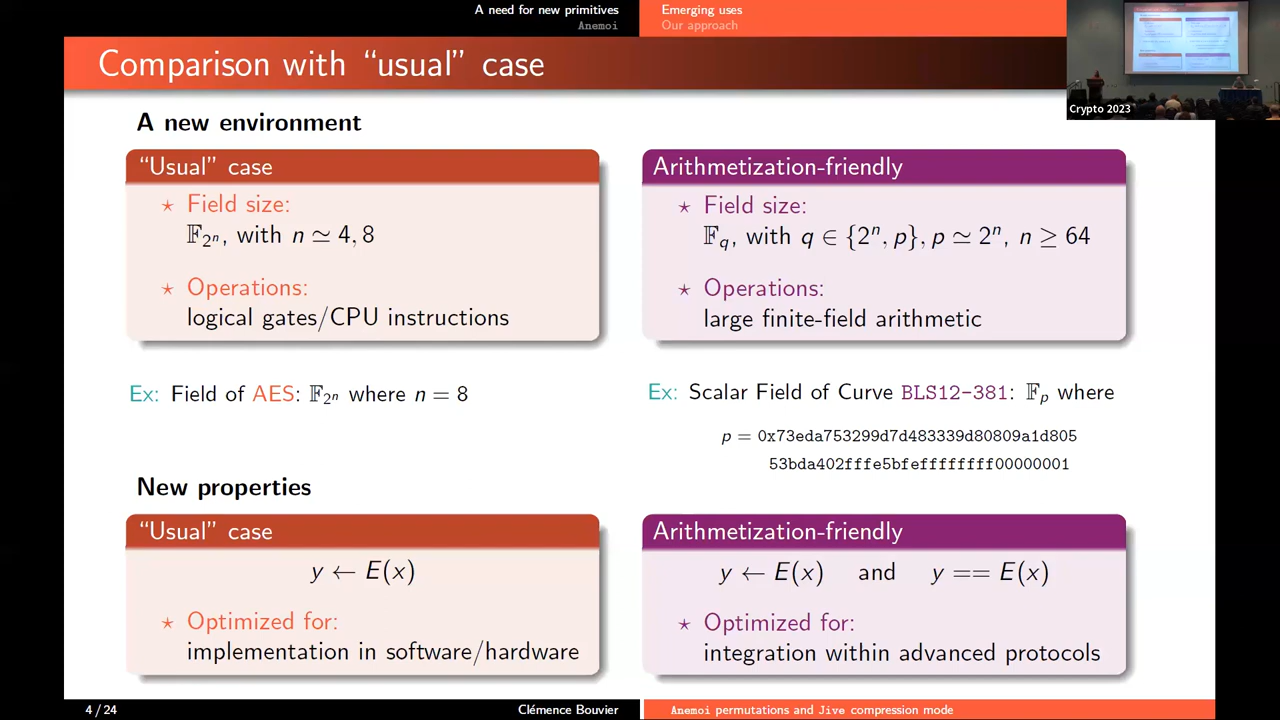 A need for new primitives
Anemoi
Emerging uses
Our approach
Comparison with “usual” case
Crypto 2023
A new environment
“Usual” case
⋆ Field size:
𝔽₂ⁿ, with n ≃ 4, 8
⋆ Operations:
logical gates/CPU instructions
Arithmetization-friendly
⋆ Field size:
𝔽q, with q ∈ {2ⁿ, p}, p ≃ 2ⁿ, n ≥ 64
⋆ Operations:
large finite-field arithmetic
Ex: Field of AES: 𝔽₂ⁿ where n = 8
Ex: Scalar Field of Curve BLS12-381: 𝔽p where
p = 0x73eda753299d7d483339d80809a1d805
53bda402fffe5bfeffffffff00000001
New properties
“Usual” case
y ← E(x)
⋆ Optimized for:
implementation in software/hardware
Arithmetization-friendly
y ← E(x) and y == E(x)
⋆ Optimized for:
integration within advanced protocols
4 / 24
Clémence Bouvier
Anemoi permutations and Jive compression mode